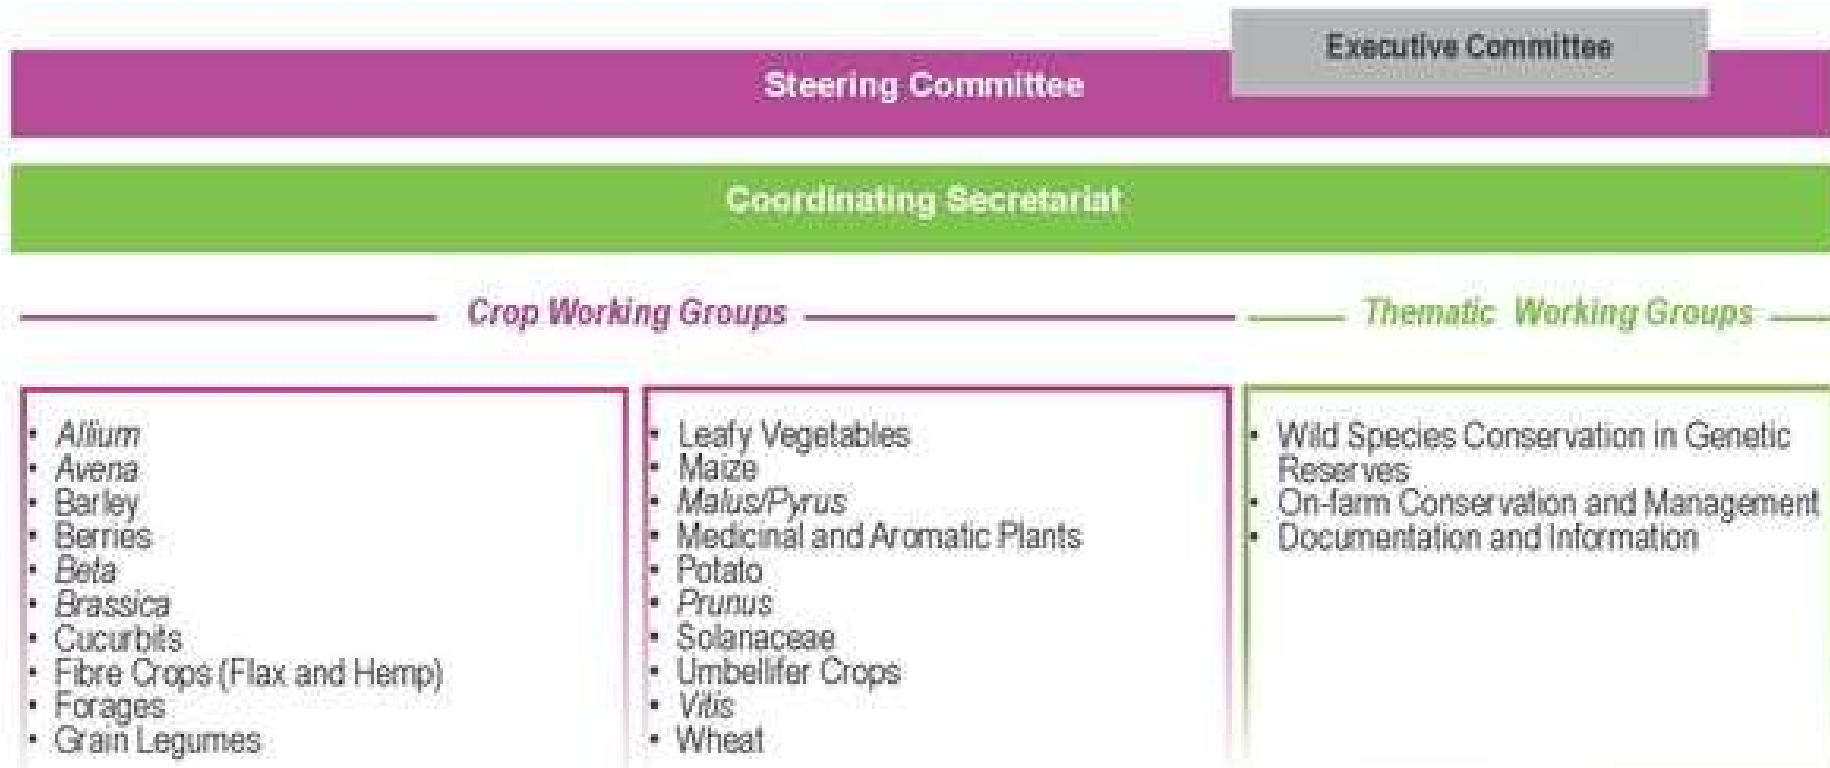 Executive Committee
Steering Committee
Coordinating Secretariat
Crop Working Groups
Thematic Working Groups
• Allium
• Avena
• Barley
• Berries
• Beta
• Brassica
• Cucurbits
• Fibre Crops (Flax and Hemp)
• Forages
• Grain Legumes
• Leafy Vegetables
• Maize
• Malus/Pyrus
• Medicinal and Aromatic Plants
• Potato
• Prunus
• Solanaceae
• Umbellifer Crops
• Vitis
• Wheat
• Wild Species Conservation in Genetic
Reserves
• On-farm Conservation and Management
• Documentation and Information